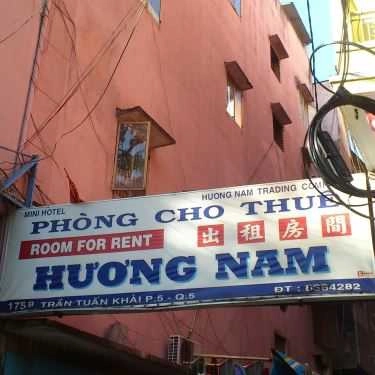 HUONG NAM TRADING COM
MINI HOTEL
PHÒNG CHO THUÊ
ROOM FOR RENT 出租房間
HƯƠNG NAM
175B TRẦN TUẤN KHẢI P.5 - Q.5 ĐT :